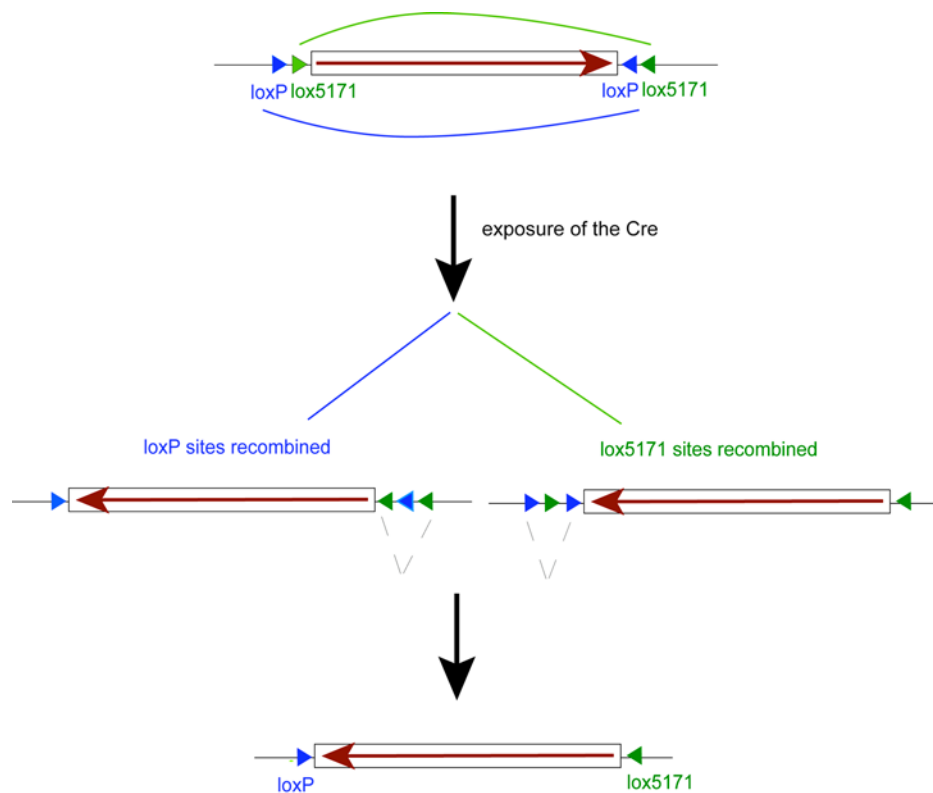 loxP lox5171 loxP lox5171
exposure of the Cre
loxP sites recombined
lox5171 sites recombined
loxP
lox5171